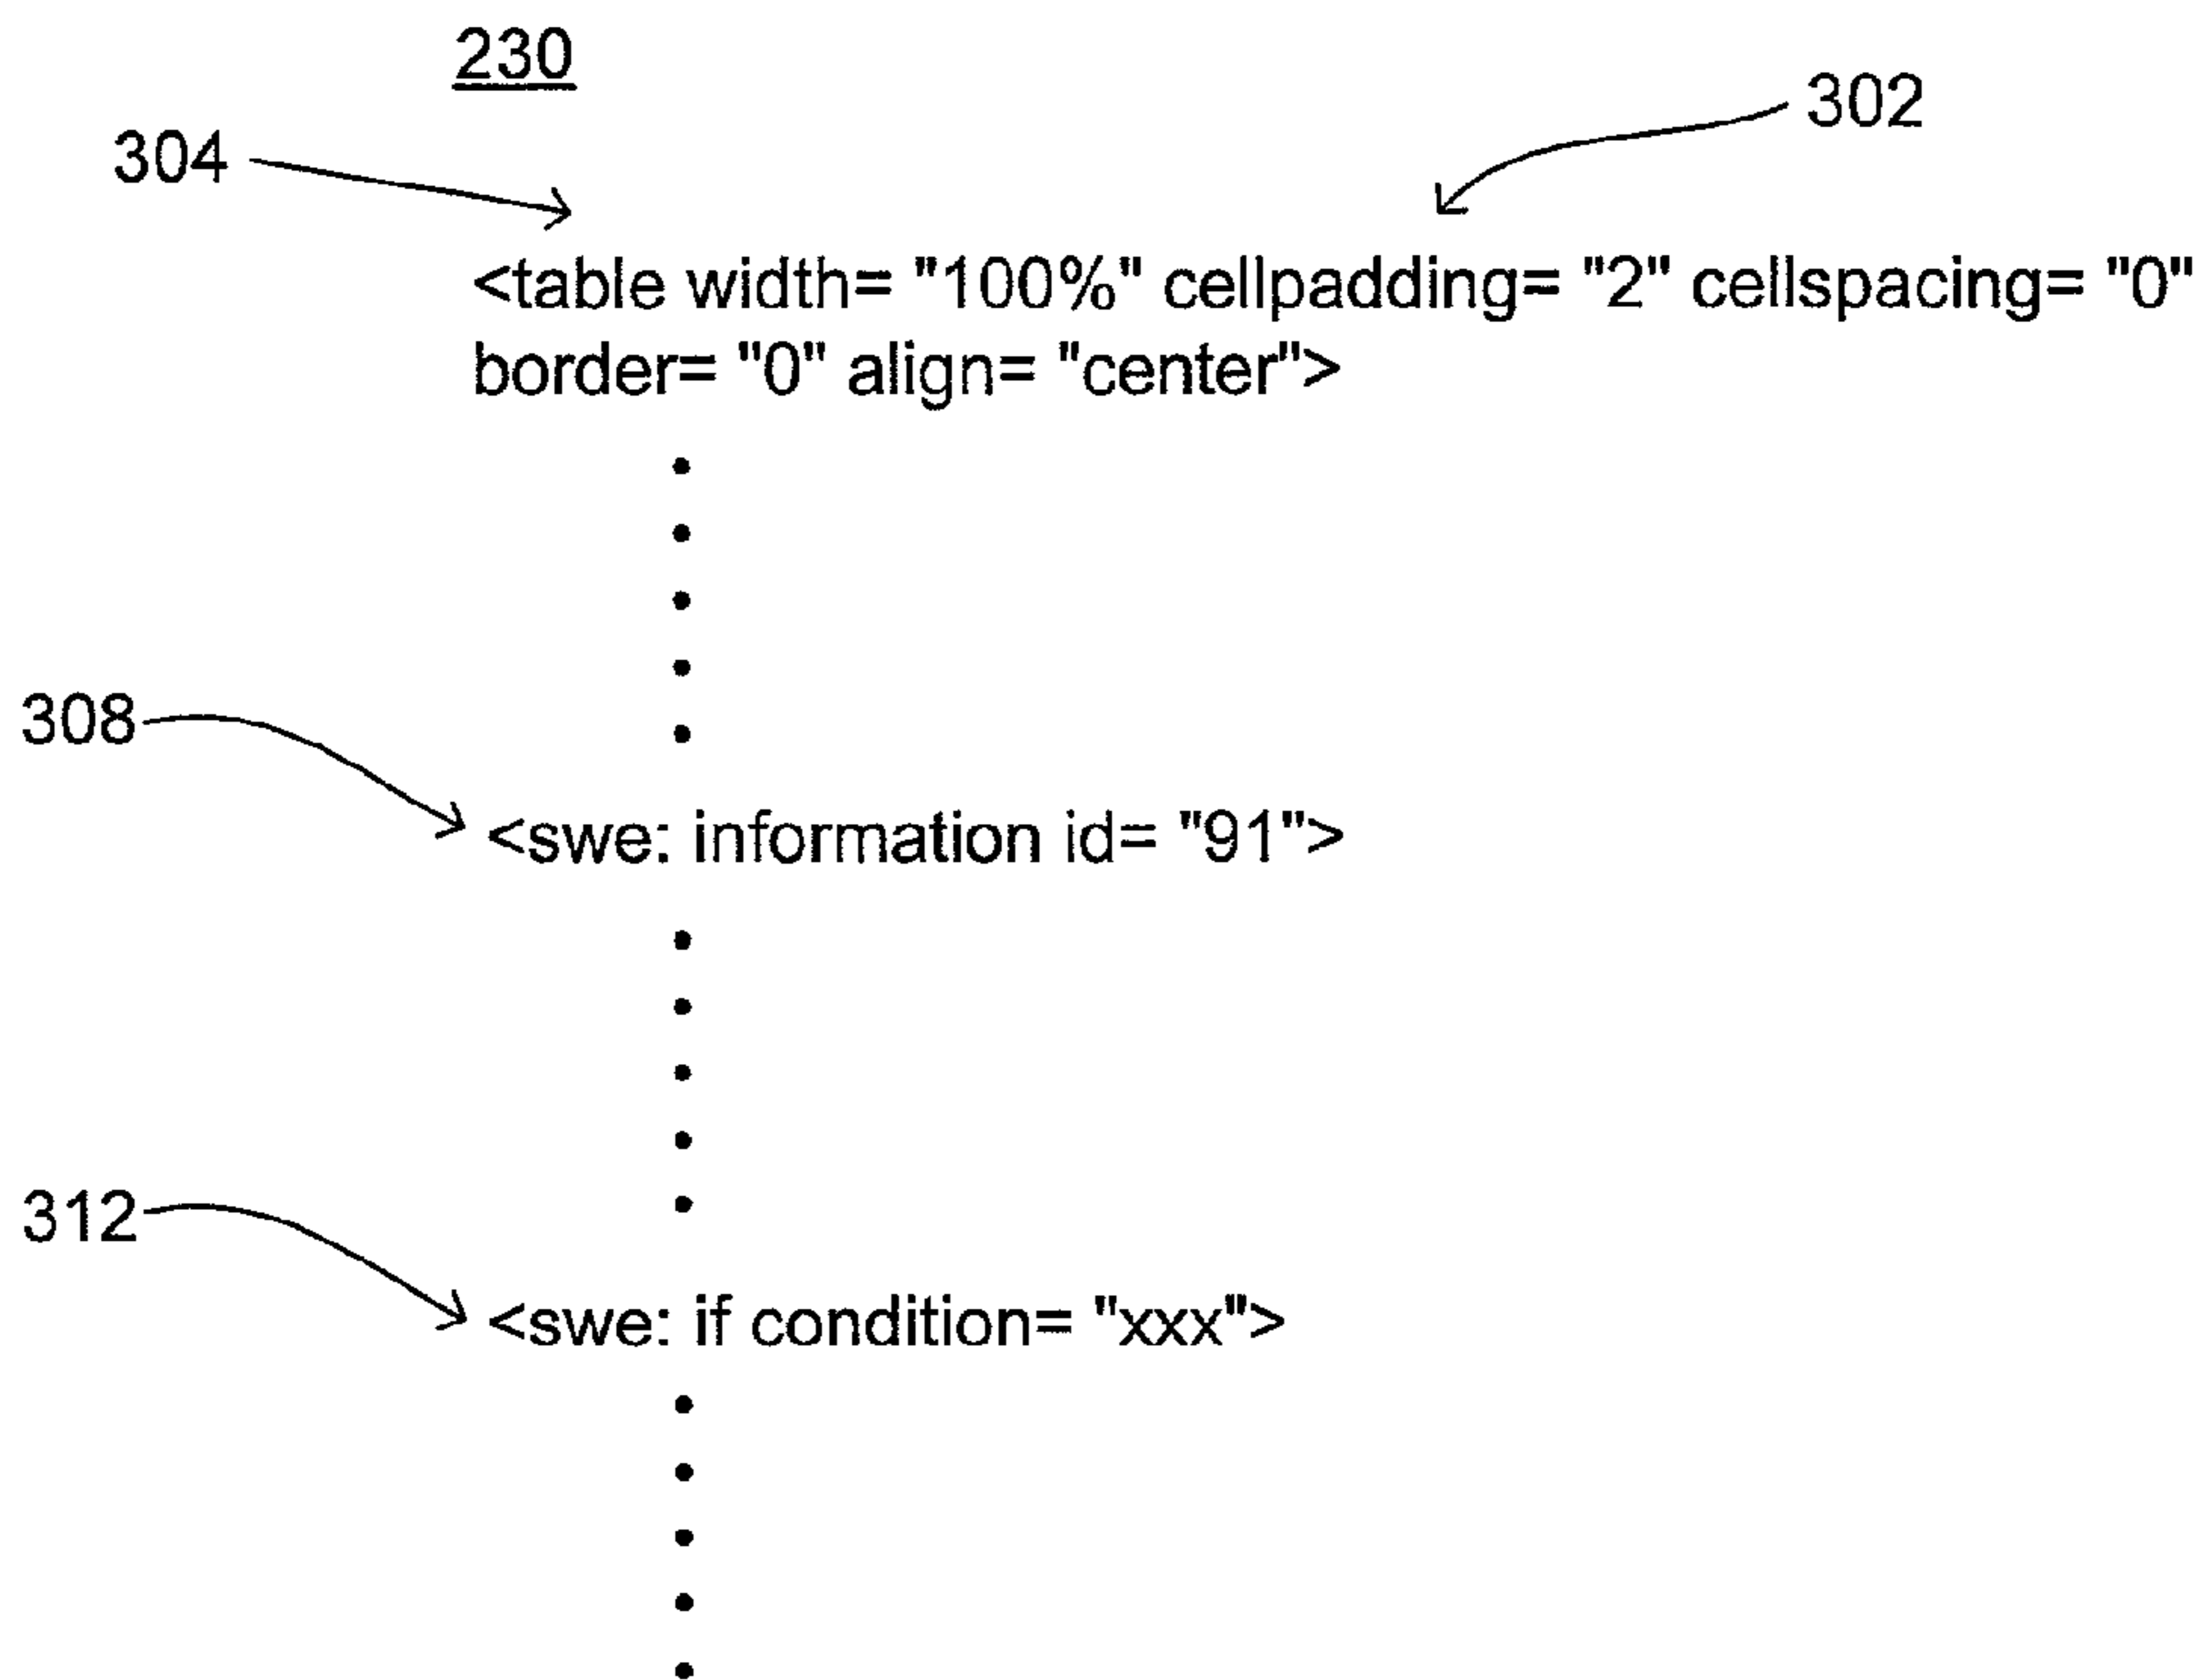 230
302
304
<table width= "100%" cellpadding= "2" cellspacing= "0"
border= "0" align= "center">
308
<swe: information id= "91">
312
<swe: if condition= "xxx">